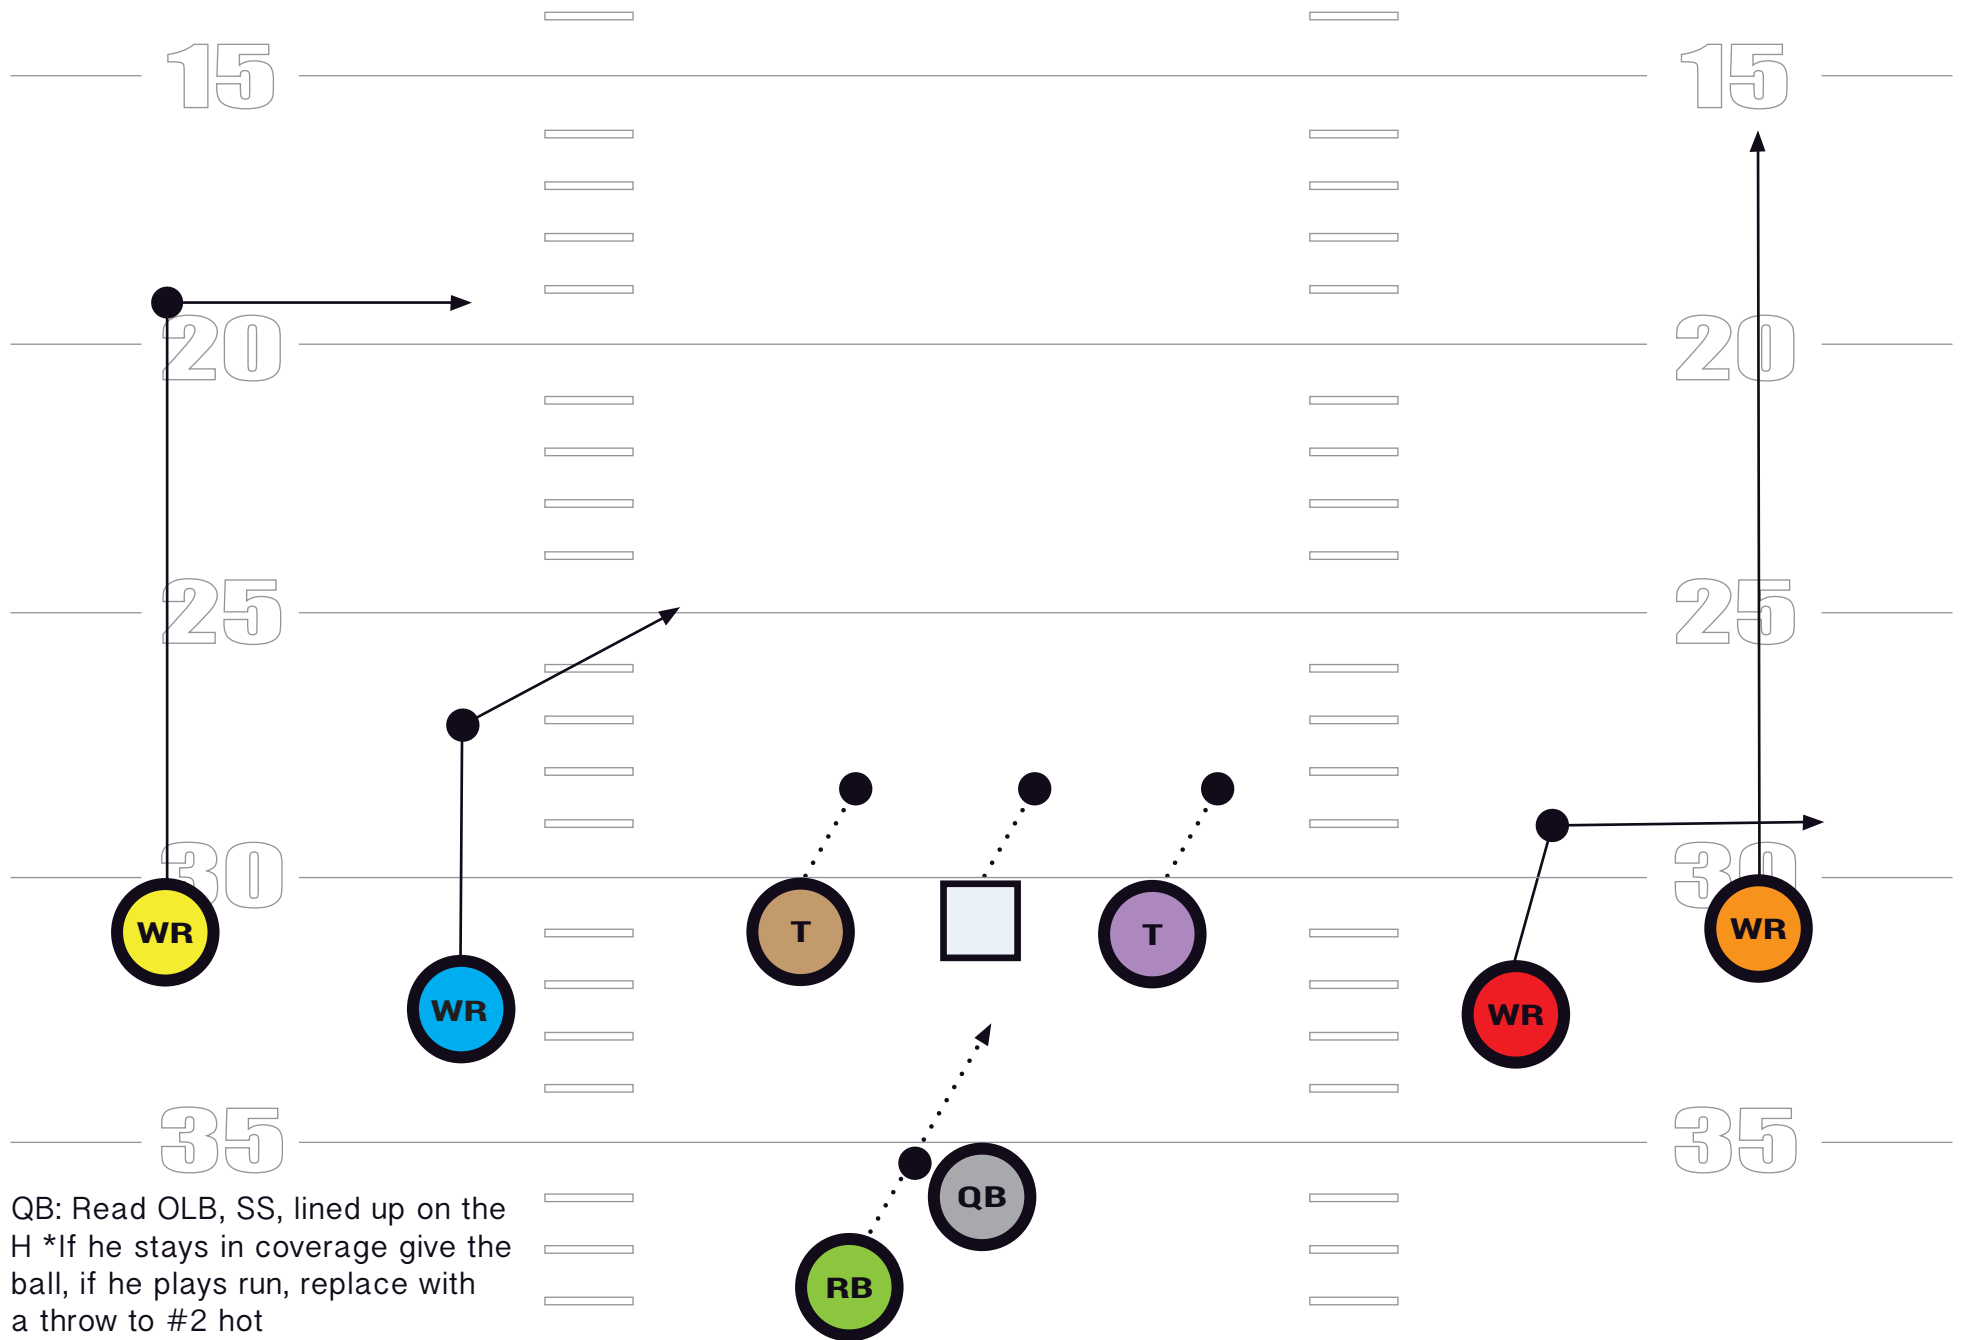 15 15
20 20
25 25
30 30
WR T T WR
WR WR
35 35
QB
RB
QB: Read OLB, SS, lined up on the
H *If he stays in coverage give the
ball, if he plays run, replace with
a throw to #2 hot